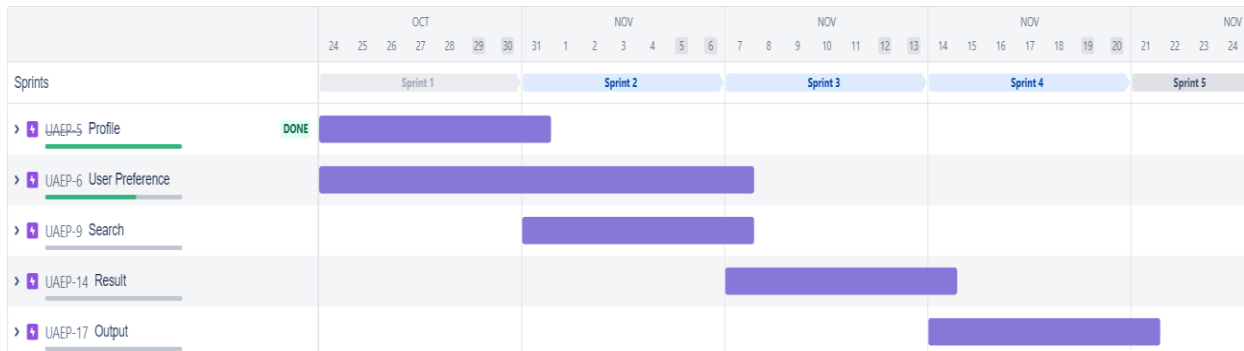 OCT NOV NOV NOV NOV
24 25 26 27 28 29 30 31 1 2 3 4 5 6 7 8 9 10 11 12 13 14 15 16 17 18 19 20 21 22 23 24
Sprints Sprint 1 Sprint 2 Sprint 3 Sprint 4 Sprint 5
UAEP-5 Profile DONE
UAEP-6 User Preference
UAEP-9 Search
UAEP-14 Result
UAEP-17 Output